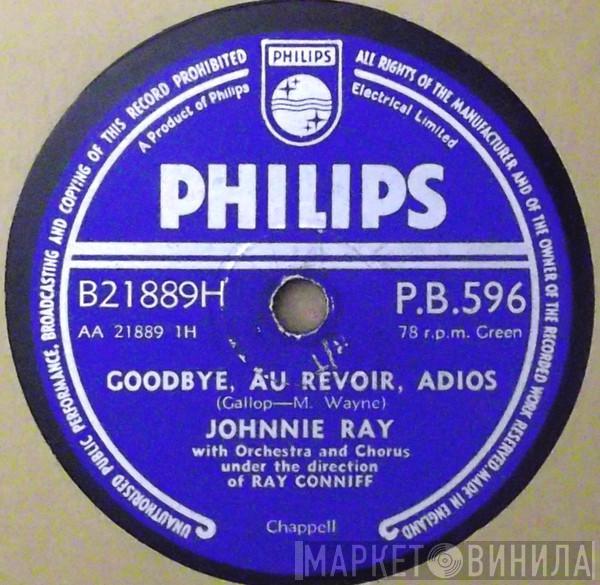 UNAUTHORISED PUBLIC PERFORMANCE, BROADCASTING AND COPYING OF THIS RECORD PROHIBITED
ALL RIGHTS OF THE MANUFACTURER AND OF THE OWNER OF THE RECORDED WORK RESERVED. MADE IN ENGLAND
A Product of Philips
Electrical Limited
PHILIPS
PHILIPS
B21889H
P.B.596
AA 21889 1H
78 r.p.m. Green
GOODBYE, AU REVOIR, ADIOS
(Gallop—M. Wayne)
JOHNNIE RAY
with Orchestra and Chorus
under the direction
of RAY CONNIFF
Chappell
МАРКЕТ ВИНИЛА